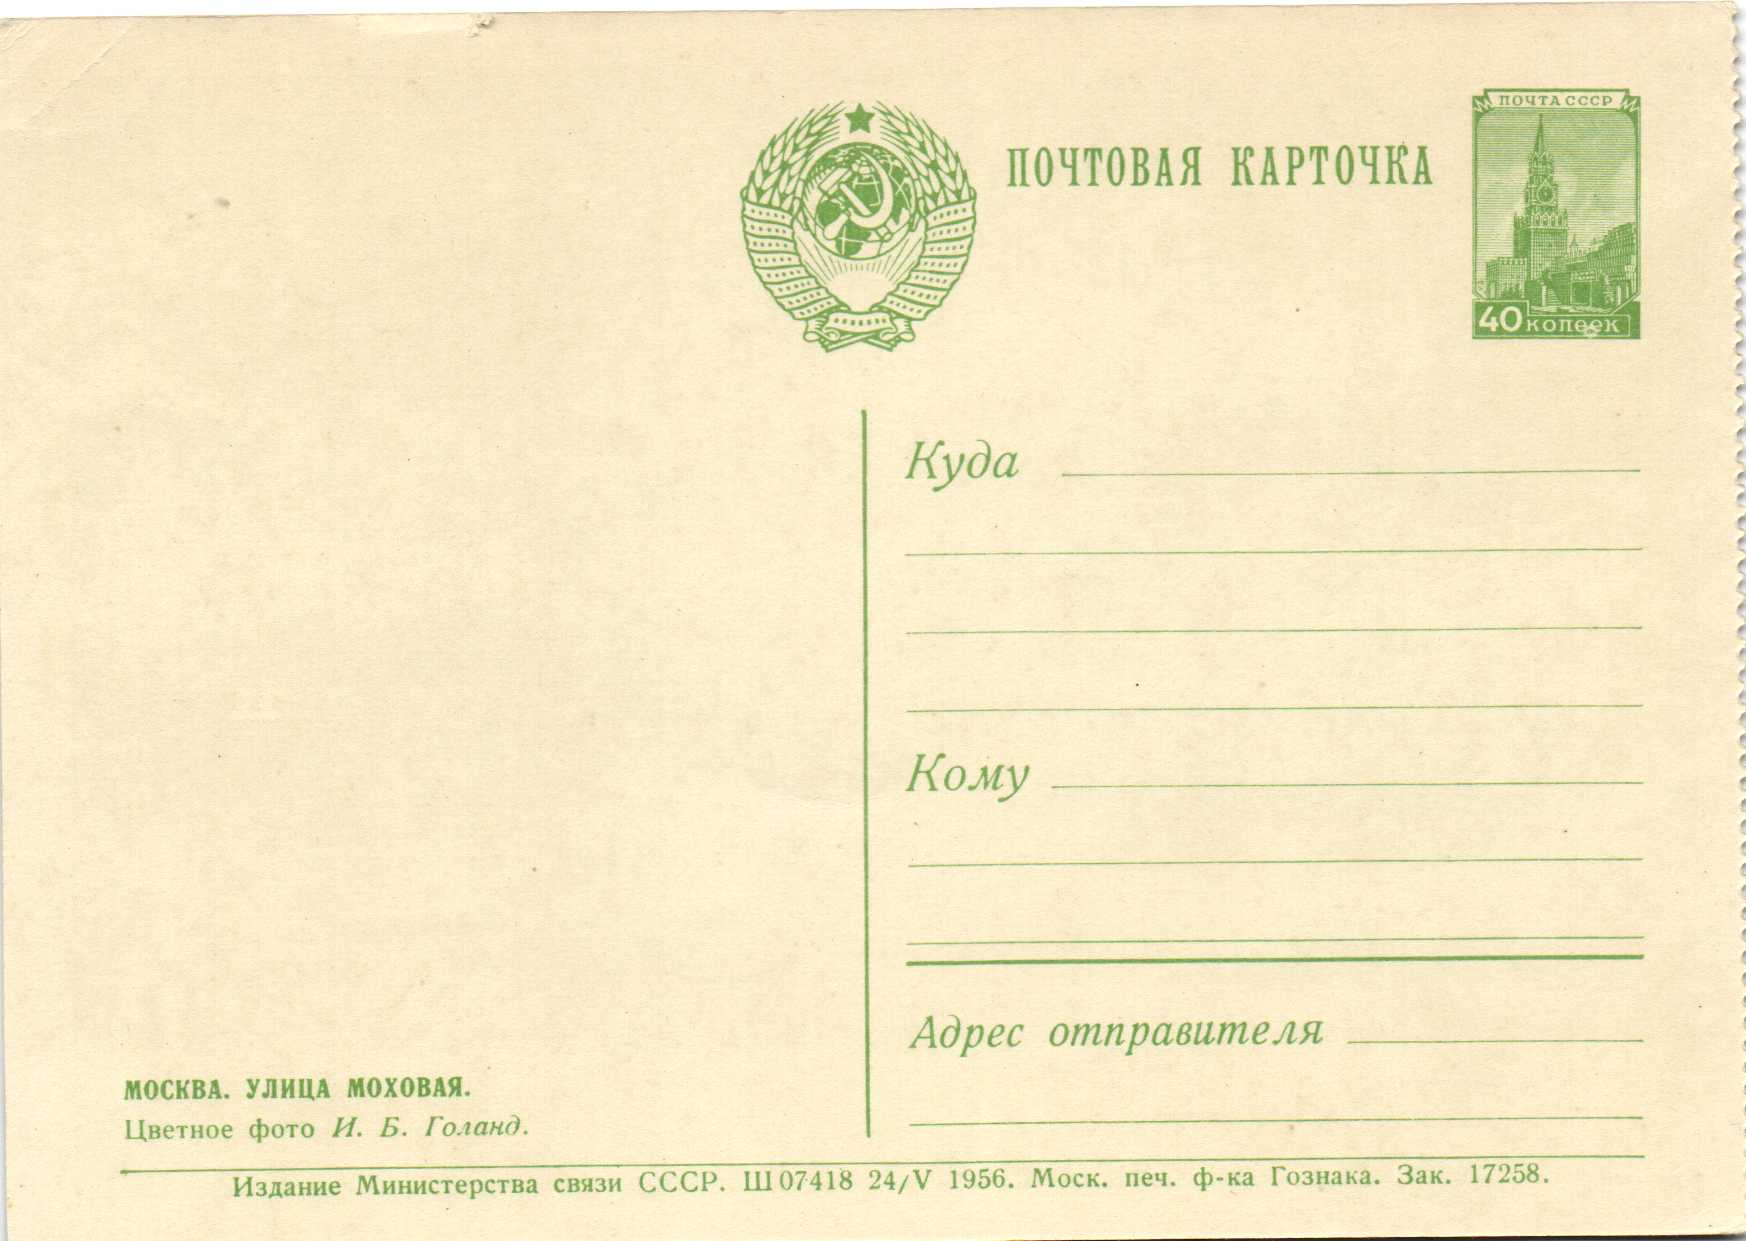 ПОЧТОВАЯ КАРТОЧКА
ПОЧТА СССР
40 КОПЕЕК
Куда
Кому
Адрес отправителя
МОСКВА. УЛИЦА МОХОВАЯ.
Цветное фото И. Б. Голанд.
Издание Министерства связи СССР. Ш 07418 24/V 1956. Моск. печ. ф-ка Гознака. Зак. 17258.